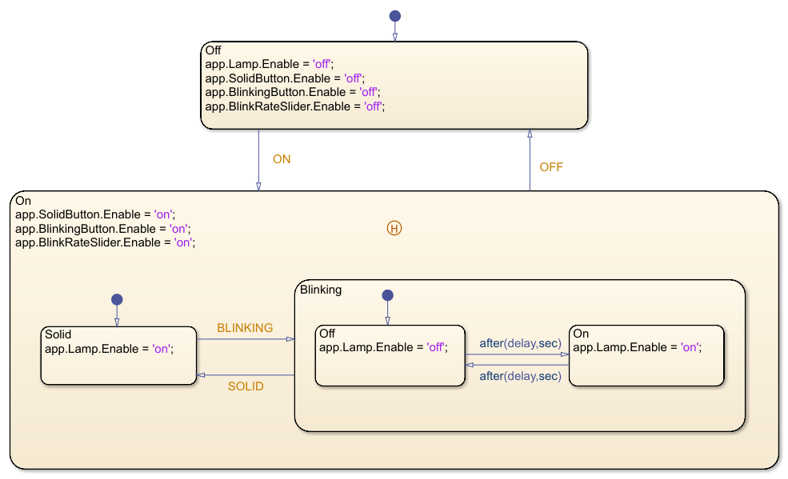 Off
app.Lamp.Enable = 'off';
app.SolidButton.Enable = 'off';
app.BlinkingButton.Enable = 'off';
app.BlinkRateSlider.Enable = 'off';
ON
OFF
On
app.SolidButton.Enable = 'on';
app.BlinkingButton.Enable = 'on';
app.BlinkRateSlider.Enable = 'on';
H
Solid
app.Lamp.Enable = 'on';
BLINKING
SOLID
Blinking
Off
app.Lamp.Enable = 'off';
after(delay,sec)
after(delay,sec)
On
app.Lamp.Enable = 'on';